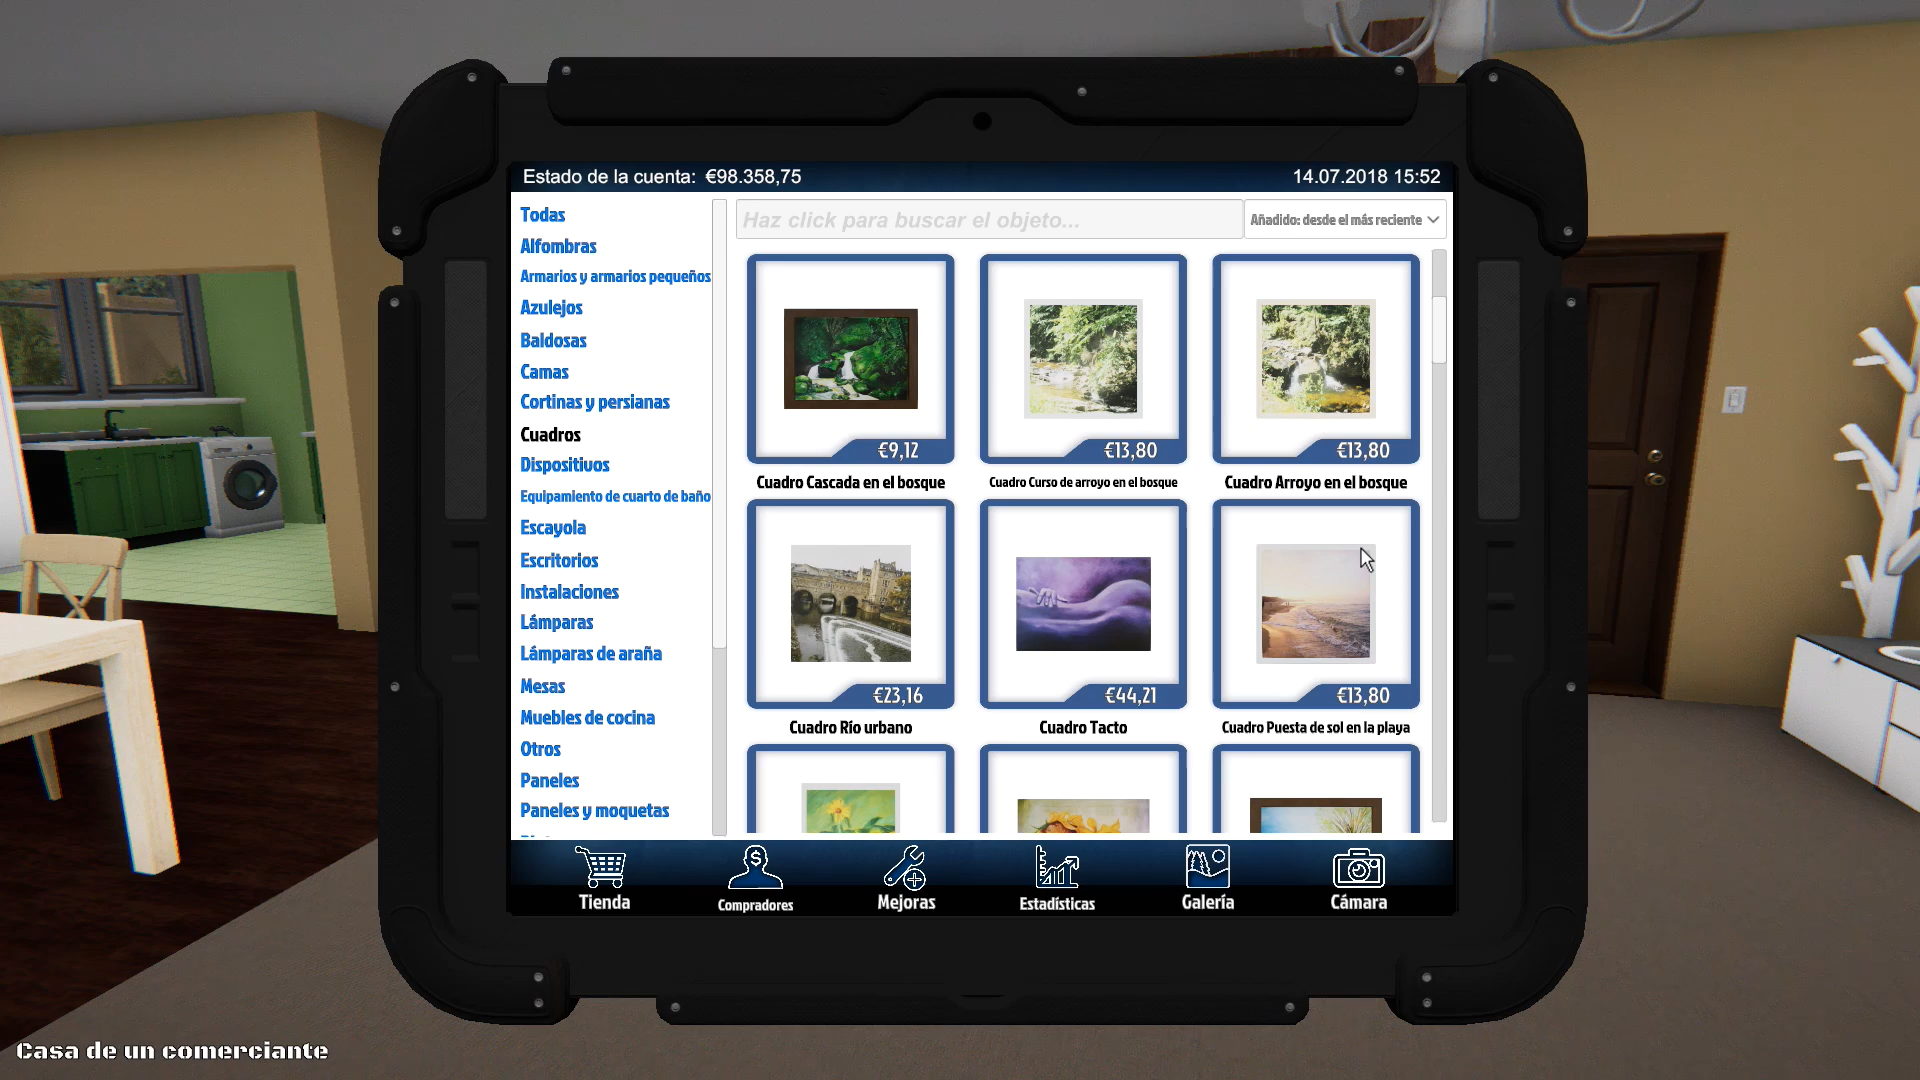 Estado de la cuenta: €98.358,75
14.07.2018 15:52
Haz click para buscar el objeto...
Añadido: desde el más reciente
Todas
Alfombras
Armarios y armarios pequeños
Azulejos
Baldosas
Camas
Cortinas y persianas
Cuadros
Dispositivos
Equipamiento de cuarto de baño
Escayola
Escritorios
Instalaciones
Lámparas
Lámparas de araña
Mesas
Muebles de cocina
Otros
Paneles
Paneles y moquetas
€9,12
€13,80
€13,80
Cuadro Cascada en el bosque
Cuadro Curso de arroyo en el bosque
Cuadro Arroyo en el bosque
€23,16
€44,21
€13,80
Cuadro Río urbano
Cuadro Tacto
Cuadro Puesta de sol en la playa
Tienda
Compradores
Mejoras
Estadísticas
Galería
Cámara
Casa de un comerciante